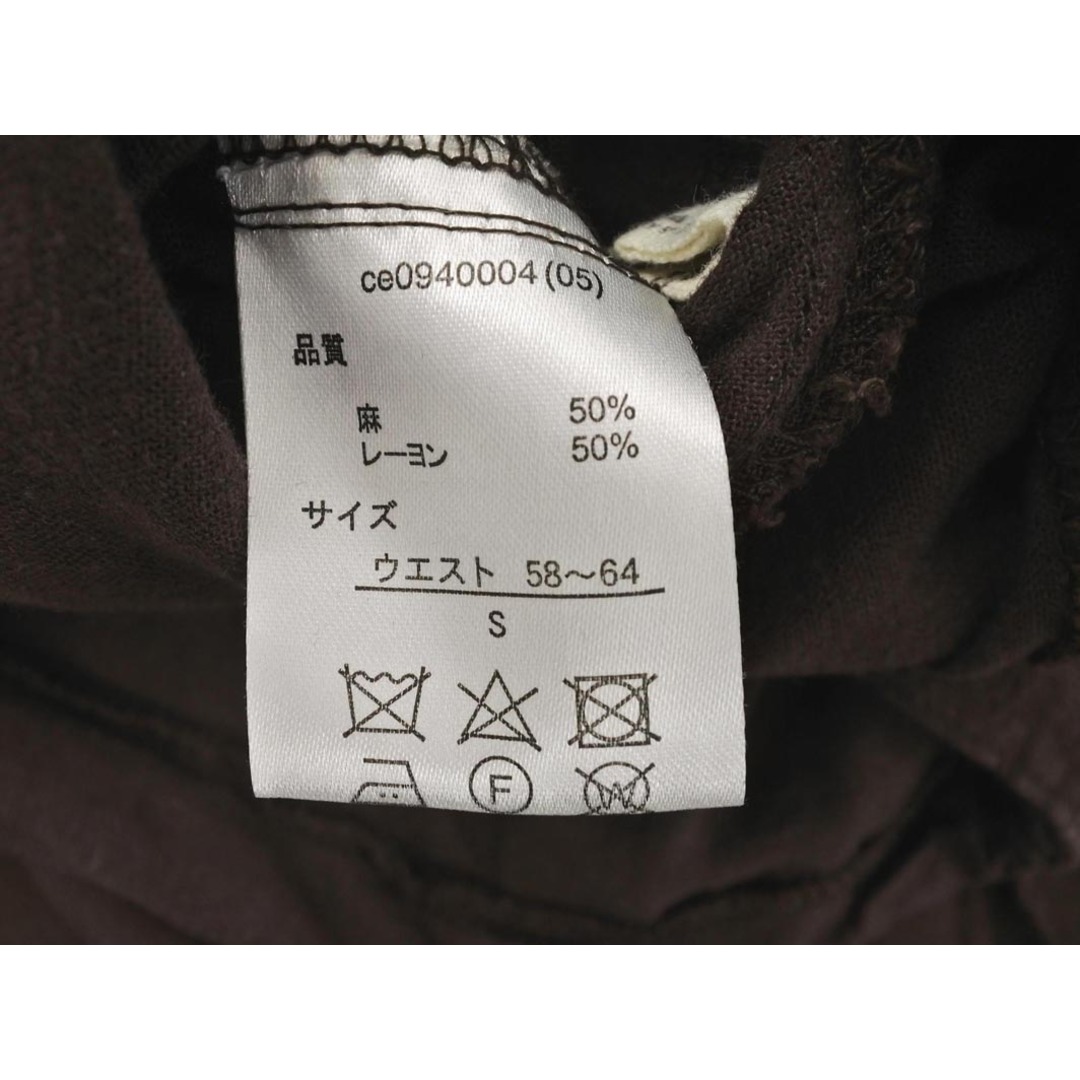 ce0940004(05)
品質
麻 50%
レーヨン 50%
サイズ
ウエスト 58～64
S
F
W